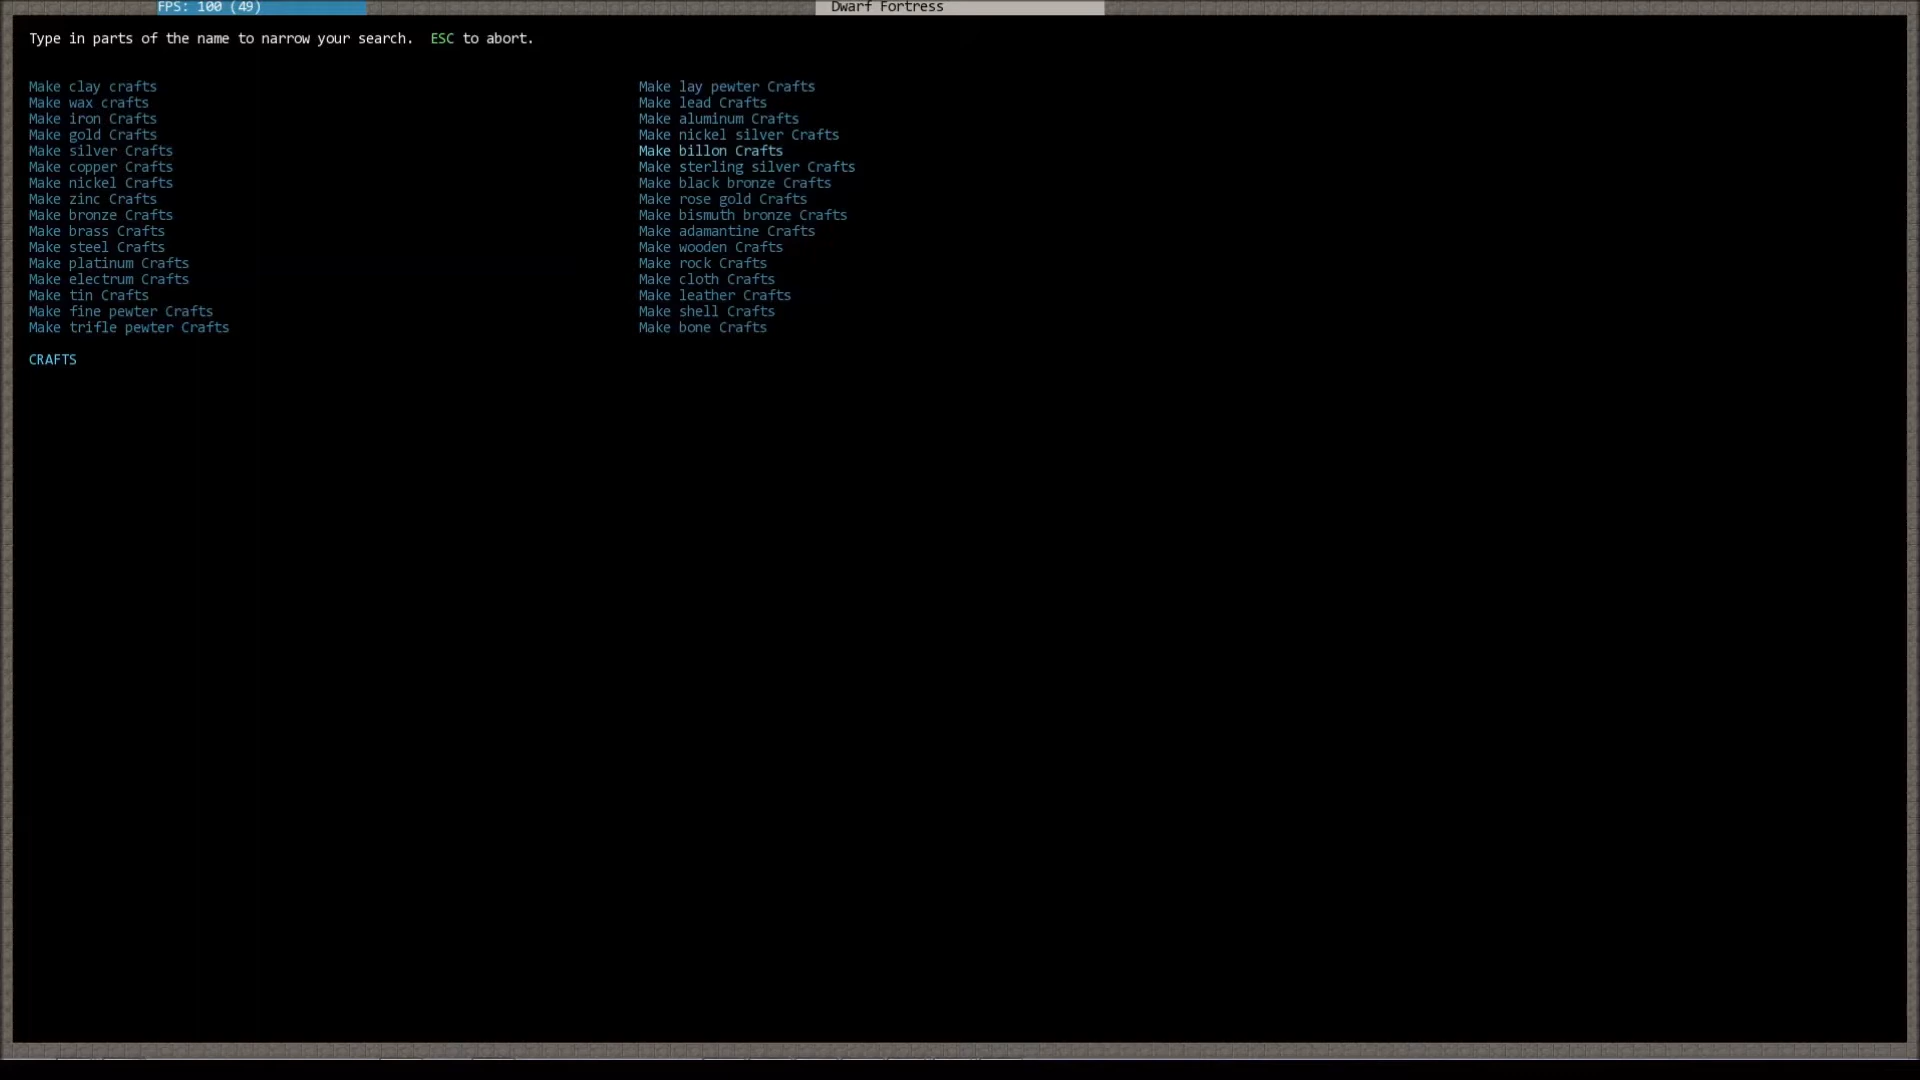 FPS: 100 (49)
Dwarf Fortress
Type in parts of the name to narrow your search.  ESC to abort.
Make clay crafts
Make wax crafts
Make iron Crafts
Make gold Crafts
Make silver Crafts
Make copper Crafts
Make nickel Crafts
Make zinc Crafts
Make bronze Crafts
Make brass Crafts
Make steel Crafts
Make platinum Crafts
Make electrum Crafts
Make tin Crafts
Make fine pewter Crafts
Make trifle pewter Crafts
Make lay pewter Crafts
Make lead Crafts
Make aluminum Crafts
Make nickel silver Crafts
Make billon Crafts
Make sterling silver Crafts
Make black bronze Crafts
Make rose gold Crafts
Make bismuth bronze Crafts
Make adamantine Crafts
Make wooden Crafts
Make rock Crafts
Make cloth Crafts
Make leather Crafts
Make shell Crafts
Make bone Crafts
CRAFTS